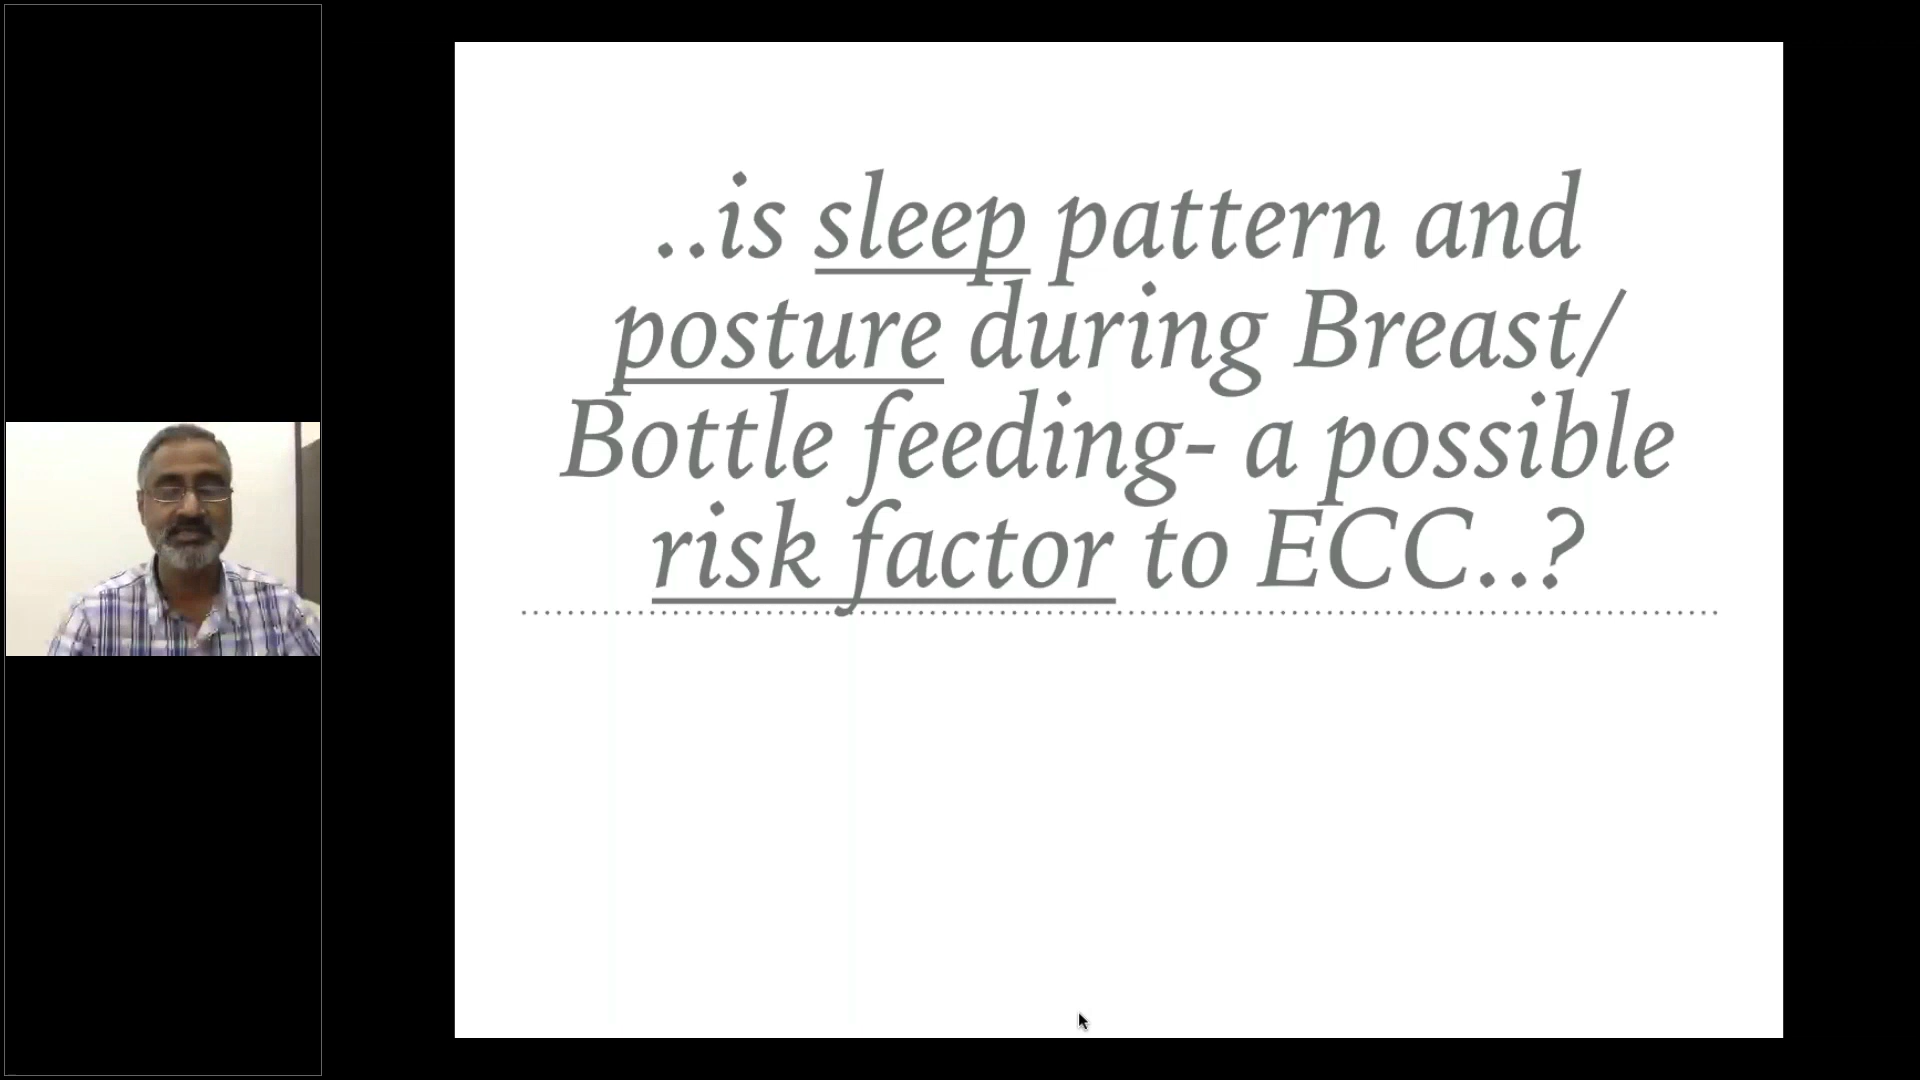 ..is sleep pattern and
posture during Breast/
Bottle feeding- a possible
risk factor to ECC..?